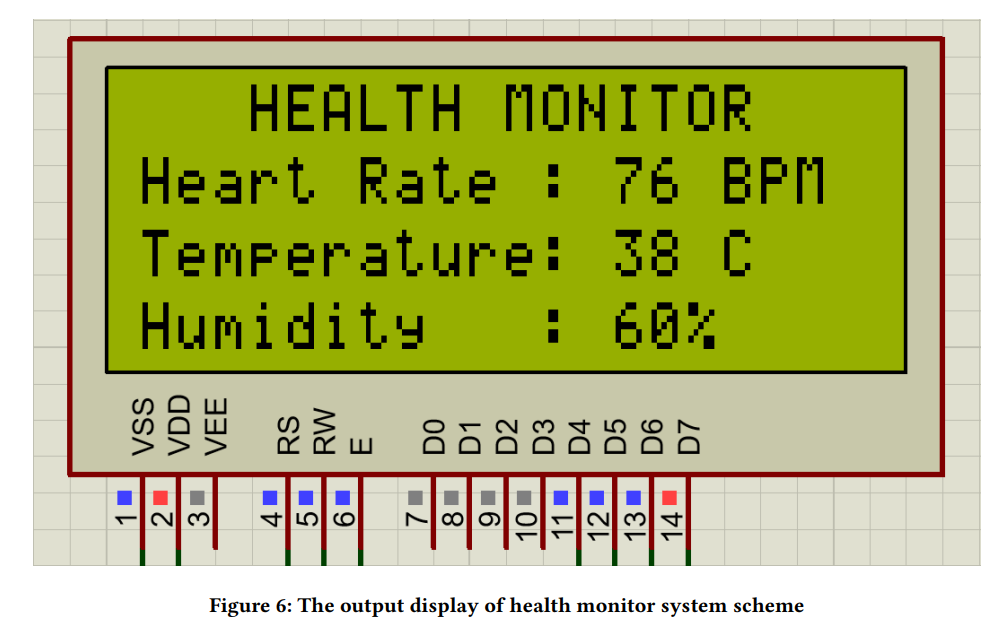 HEALTH MONITOR
Heart Rate : 76 BPM
Temperature: 38 C
Humidity : 60%
VSS VDD VEE RS RW E D0 D1 D2 D3 D4 D5 D6 D7
1 2 3 4 5 6 7 8 9 10 11 12 13 14
Figure 6: The output display of health monitor system scheme